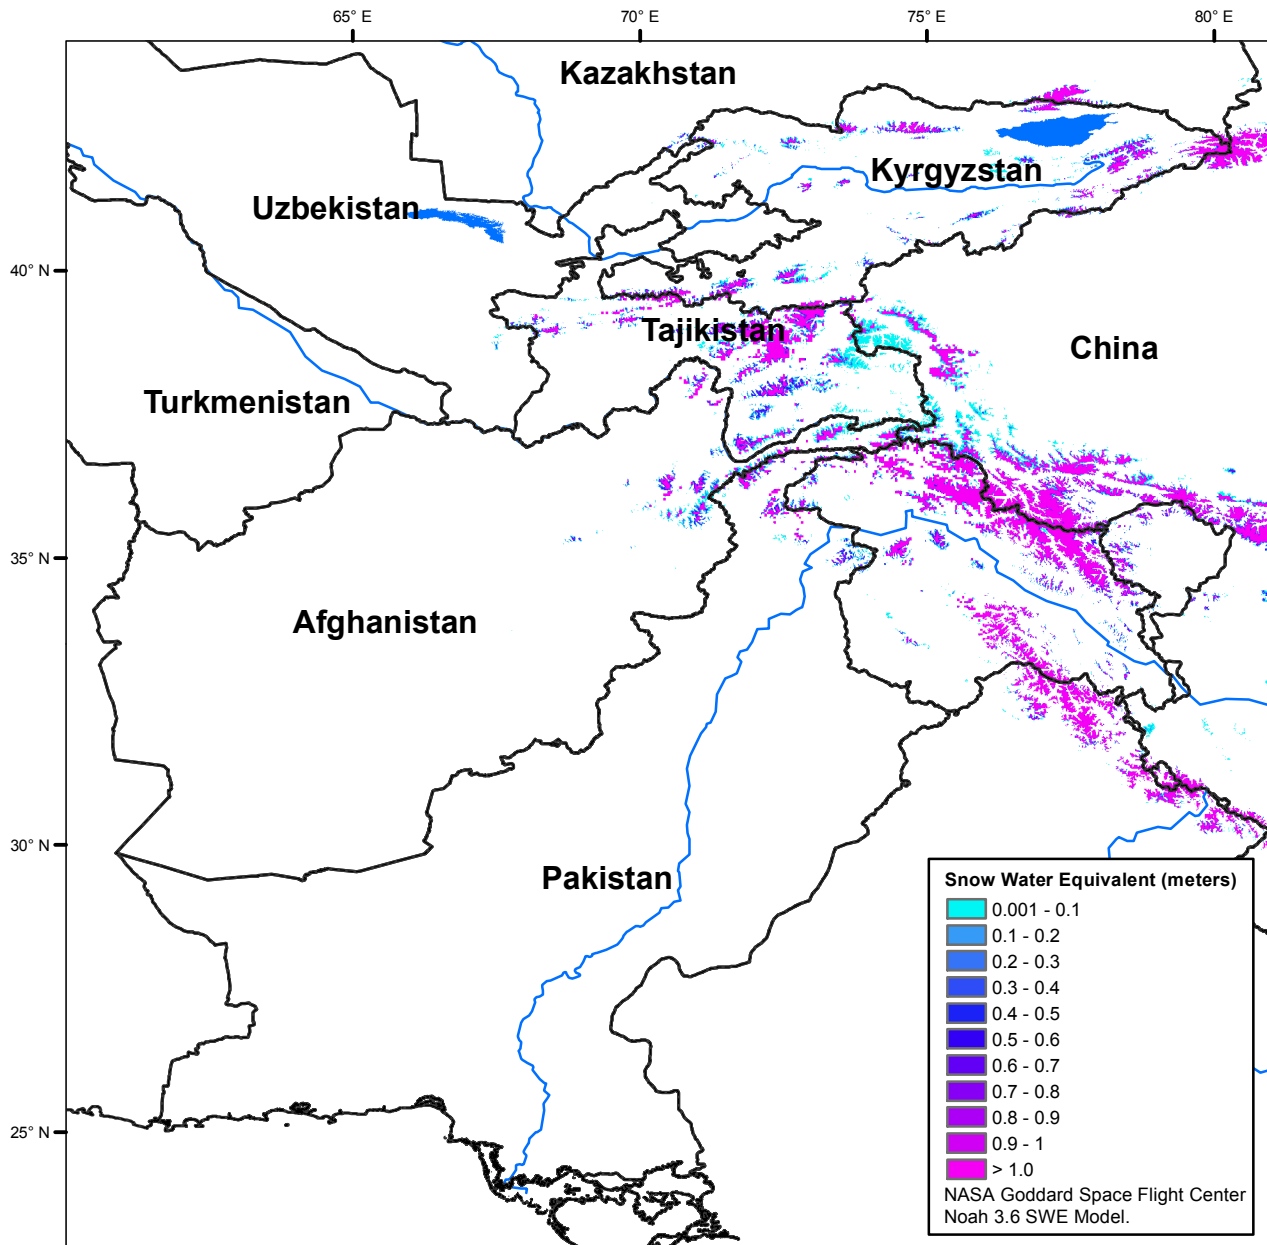 65° E
70° E
75° E
80° E
Kazakhstan
Kyrgyzstan
Uzbekistan
40° N
Tajikistan
China
Turkmenistan
35° N
Afghanistan
30° N
Pakistan
25° N
Snow Water Equivalent (meters)
0.001 - 0.1
0.1 - 0.2
0.2 - 0.3
0.3 - 0.4
0.4 - 0.5
0.5 - 0.6
0.6 - 0.7
0.7 - 0.8
0.8 - 0.9
0.9 - 1
> 1.0
NASA Goddard Space Flight Center
Noah 3.6 SWE Model.